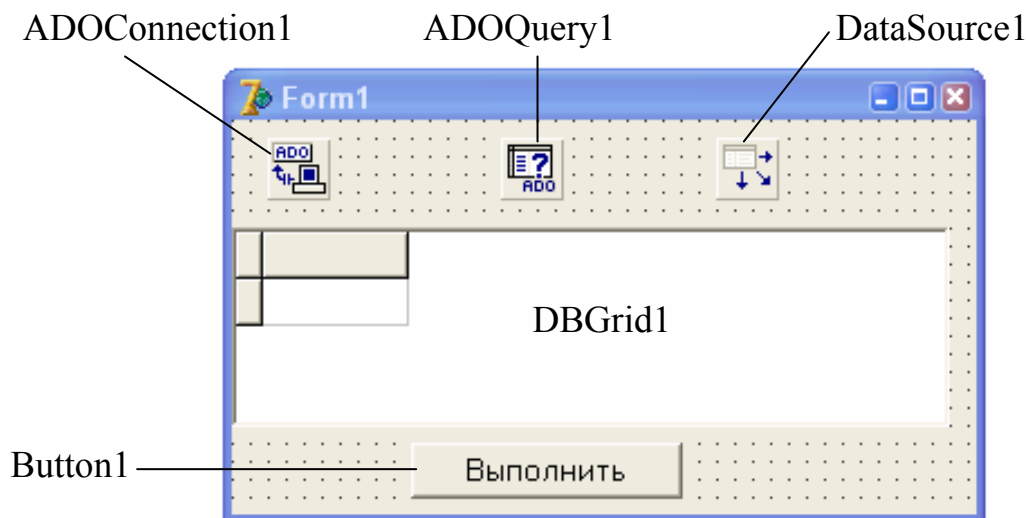 ADOConnection1 ADOQuery1 DataSource1
Form1
ADO
ADO
DBGrid1
Button1
Выполнить